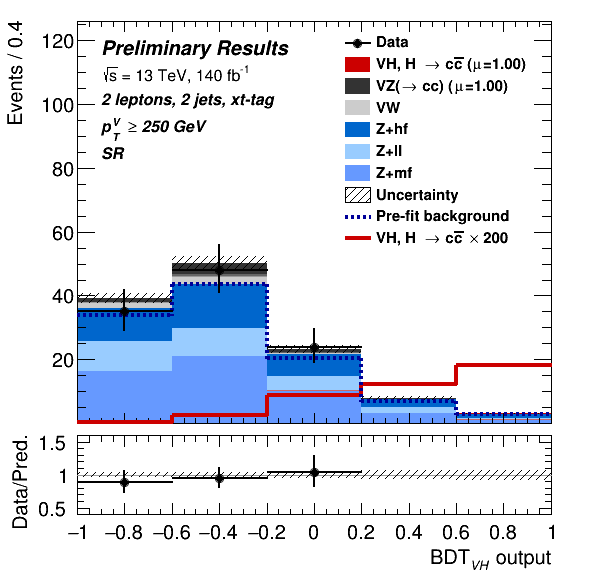 Events / 0.4
120
100
80
60
40
20
Preliminary Results
√s = 13 TeV, 140 fb⁻¹
2 leptons, 2 jets, xt-tag
p_T^V ≥ 250 GeV
SR
Data
VH, H → cc̅ (μ=1.00)
VZ(→ cc) (μ=1.00)
VW
Z+hf
Z+ll
Z+mf
Uncertainty
Pre-fit background
VH, H → cc̅ × 200
Data/Pred.
1.5
1
0.5
−1 −0.8 −0.6 −0.4 −0.2 0 0.2 0.4 0.6 0.8 1
BDT_VH output